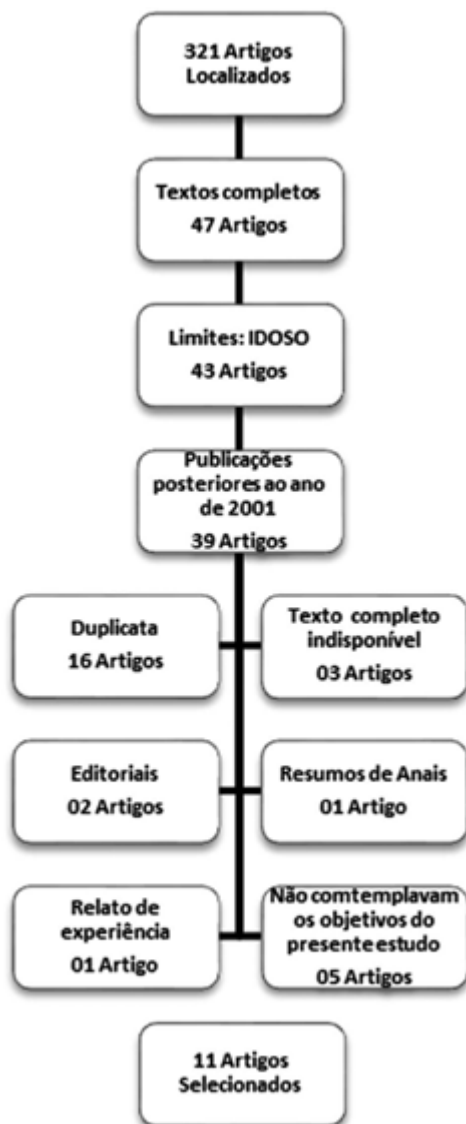 321 Artigos
Localizados
Textos completos
47 Artigos
Limites: IDOSO
43 Artigos
Publicações
posteriores ao ano
de 2001
39 Artigos
Duplicata
16 Artigos
Texto completo
indisponível
03 Artigos
Editoriais
02 Artigos
Resumos de Anais
01 Artigo
Relato de
experiência
01 Artigo
Não comtemplavam
os objetivos do
presente estudo
05 Artigos
11 Artigos
Selecionados